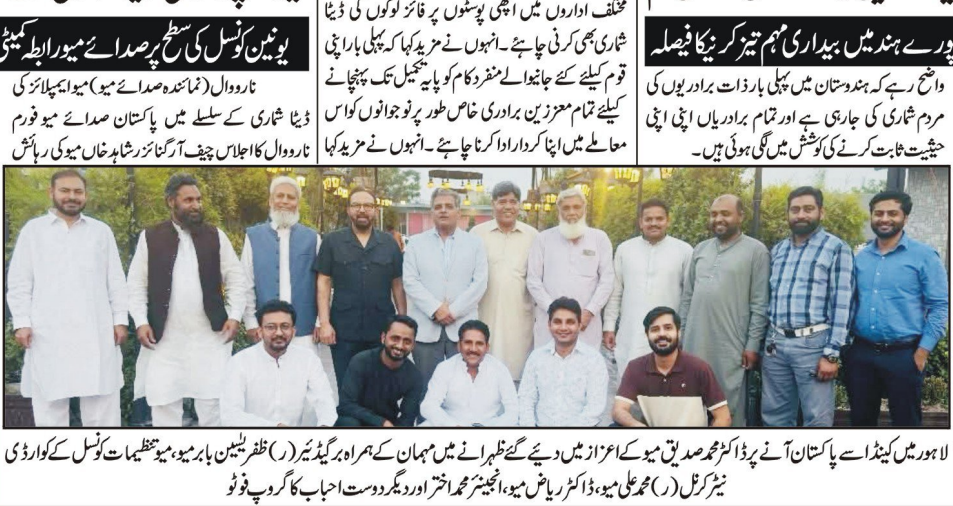 پورے ہند میں بیداری مہم تیز کرنیکا فیصلہ
واضح رہے کہ ہندوستان میں پہلی بار ذات برادریوں کی
مردم شماری کی جارہی ہے اور تمام برادریاں اپنی اپنی
حیثیت ثابت کرنے کی کوشش میں لگی ہوئی ہیں۔
مختلف اداروں میں اچھی پوسٹوں پر فائز لوگوں کی ڈیٹا
شماری بھی کرنی چاہئے۔ انہوں نے مزید کہا کہ پہلی بار اپنی
قوم کیلئے کئے جانیوالے منفرد کام کو پایہ تکمیل تک پہنچانے
کیلئے تمام معززین برادری خاص طور پر نوجوانوں کو اس
معاملے میں اپنا کردار ادا کرنا چاہئے۔ انہوں نے مزید کہا
یونین کونسل کی سطح پر صدائے میو رابطہ کمیٹی
نارووال (نمائندہ صدائے میو) میو ایمپلائز کی
ڈیٹا شماری کے سلسلے میں پاکستان صدائے میو فورم
نارووال کا اجلاس چیف آرگنائزر شاہد خاں میو کی رہائش
لاہور میں کینڈا سے پاکستان آنے پر ڈاکٹر محمد صدیق میو کے اعزاز میں دیئے گئے ظہرانے میں مہمان کے ہمراہ بر گیڈئیر (ر) ظفر یٰسین بابر میو، میو تنظیمات کونسل کے کوارڈی
نیٹر کرنل (ر) محمد علی میو، ڈاکٹر ریاض میو، انجینئر محمد اختر اور دیگر دوست احباب کا گروپ فوٹو